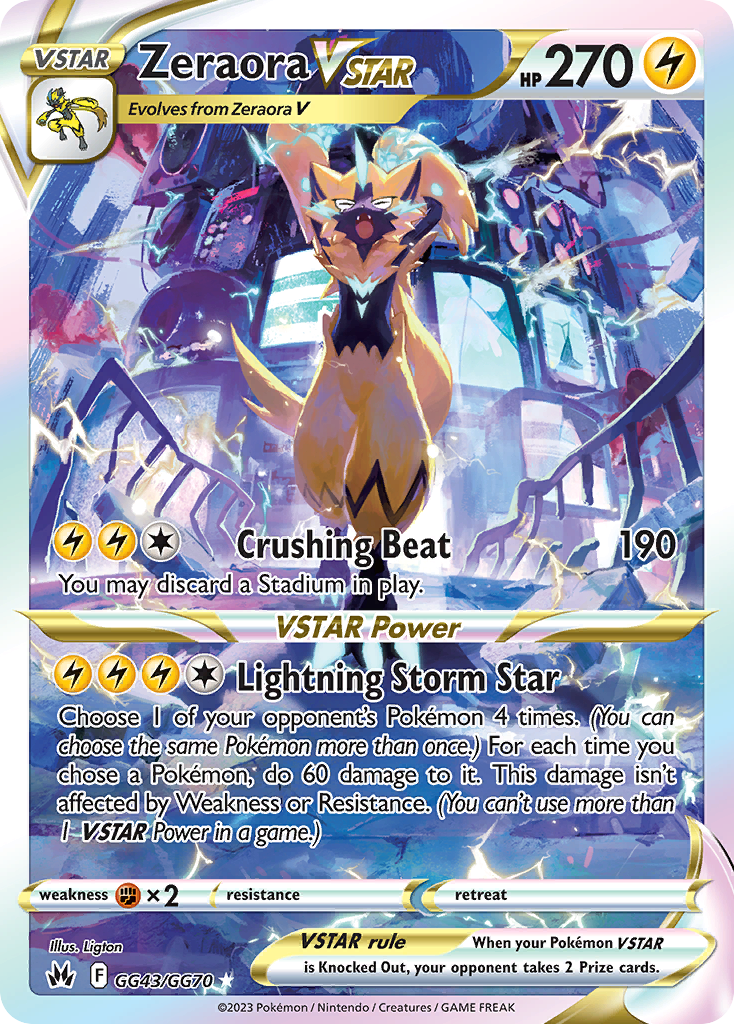 VSTAR Zeraora VSTAR HP 270
Evolves from Zeraora V
Crushing Beat 190
You may discard a Stadium in play.
VSTAR Power
Lightning Storm Star
Choose 1 of your opponent's Pokémon 4 times. (You can
choose the same Pokémon more than once.) For each time you
chose a Pokémon, do 60 damage to it. This damage isn't
affected by Weakness or Resistance. (You can't use more than
1 VSTAR Power in a game.)
weakness ×2 resistance retreat
Illus. Ligton
VSTAR rule When your Pokémon VSTAR
is Knocked Out, your opponent takes 2 Prize cards.
F GG43/GG70
©2023 Pokémon / Nintendo / Creatures / GAME FREAK